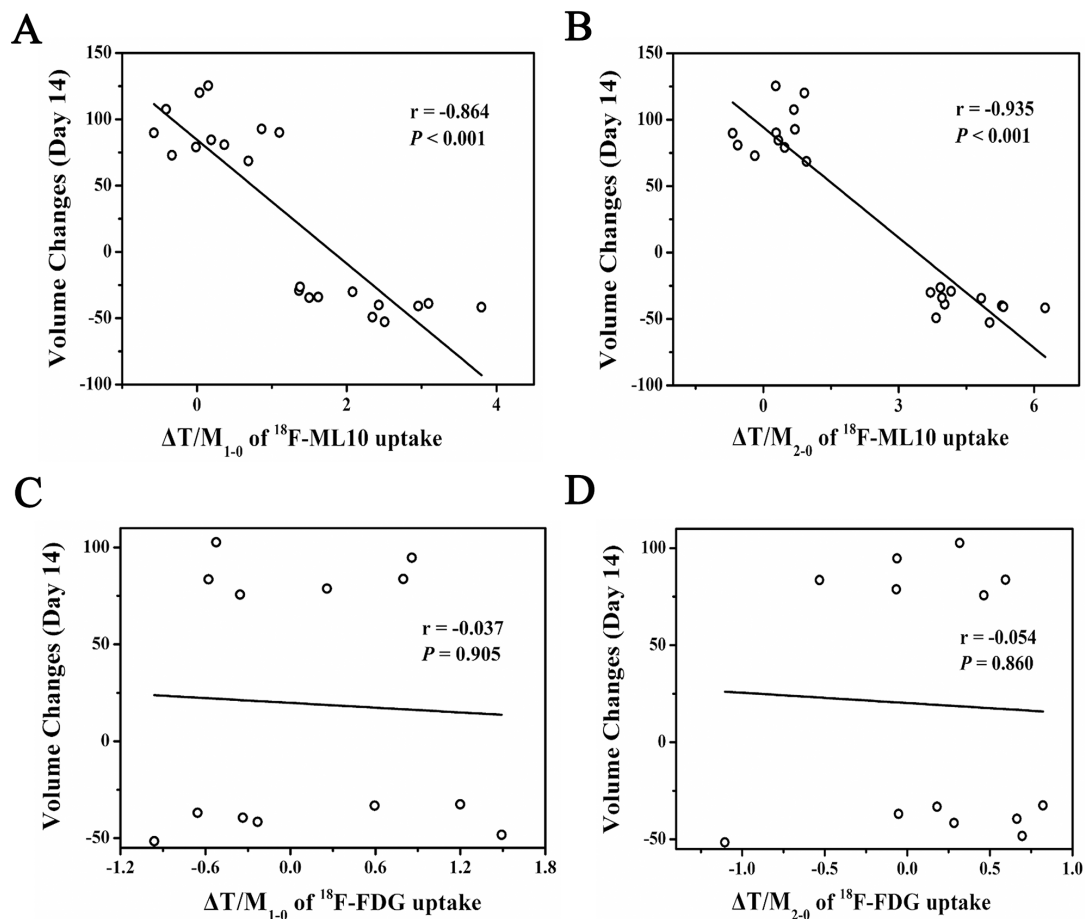 A
Volume Changes (Day 14)
150
100
50
0
-50
-100
r = -0.864
P < 0.001
0 2 4
ΔT/M1-0 of 18F-ML10 uptake
B
Volume Changes (Day 14)
150
100
50
0
-50
-100
r = -0.935
P < 0.001
0 3 6
ΔT/M2-0 of 18F-ML10 uptake
C
Volume Changes (Day 14)
100
50
0
-50
r = -0.037
P = 0.905
-1.2 -0.6 0.0 0.6 1.2 1.8
ΔT/M1-0 of 18F-FDG uptake
D
Volume Changes (Day 14)
100
50
0
-50
r = -0.054
P = 0.860
-1.0 -0.5 0.0 0.5 1.0
ΔT/M2-0 of 18F-FDG uptake